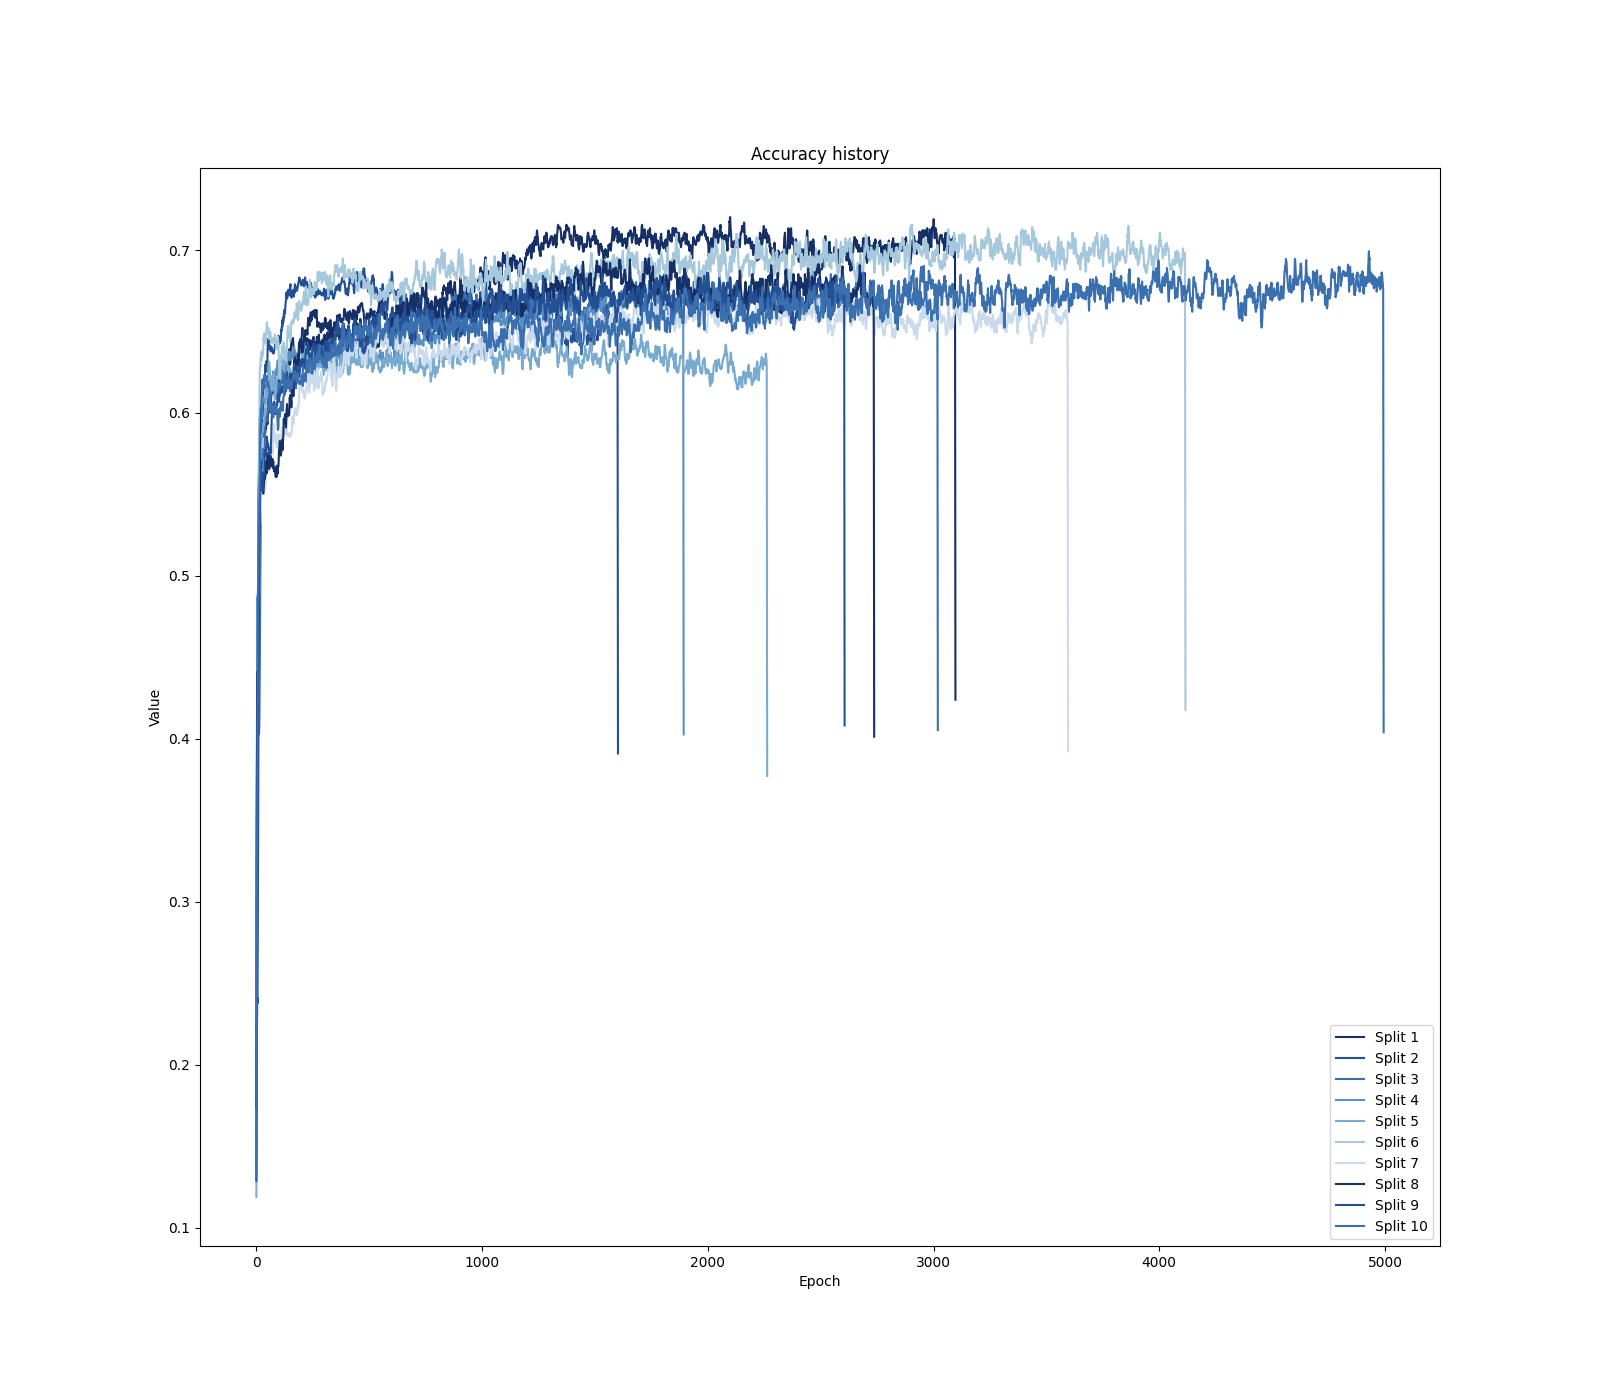 Accuracy history
0.7
0.6
0.5
0.4
0.3
0.2
0.1
Value
0
1000
2000
3000
4000
5000
Epoch
Split 1
Split 2
Split 3
Split 4
Split 5
Split 6
Split 7
Split 8
Split 9
Split 10